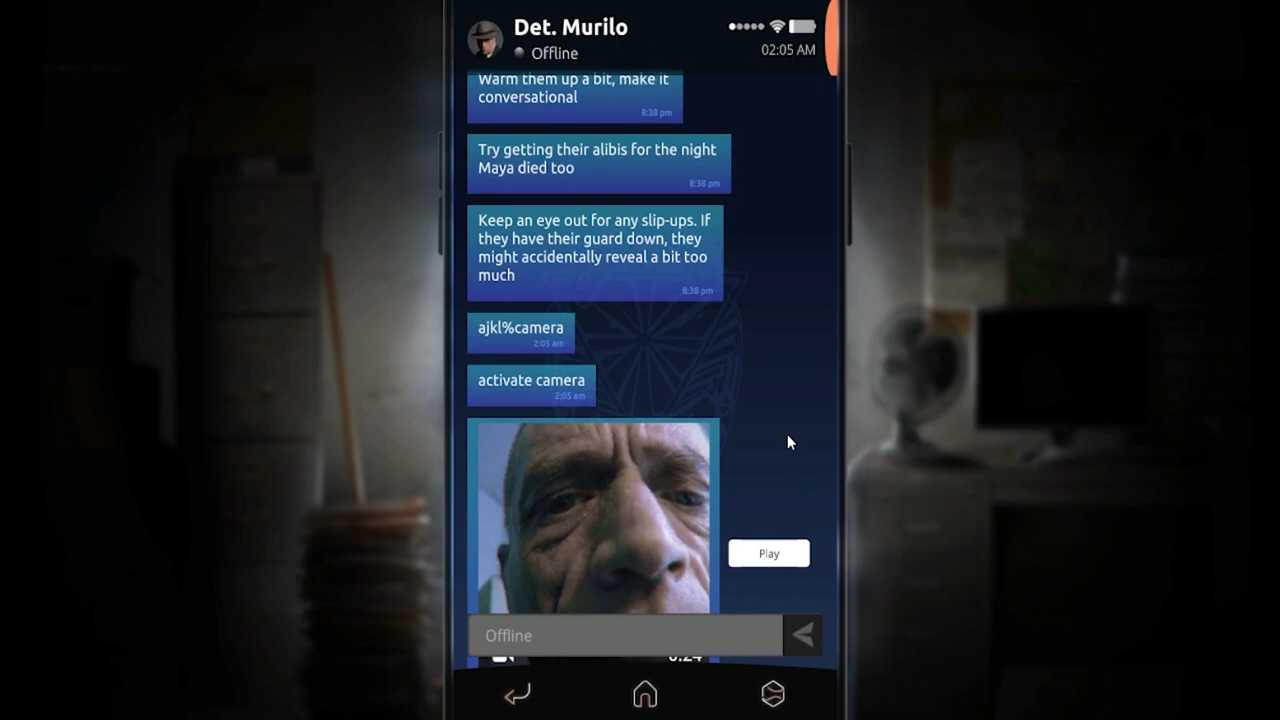 Det. Murilo
Offline
02:05 AM
Warm them up a bit, make it
conversational
8:38 pm
Try getting their alibis for the night
Maya died too
8:38 pm
Keep an eye out for any slip-ups. If
they have their guard down, they
might accidentally reveal a bit too
much
8:38 pm
ajkl%camera
2:05 am
activate camera
2:05 am
Play
Offline
0:24